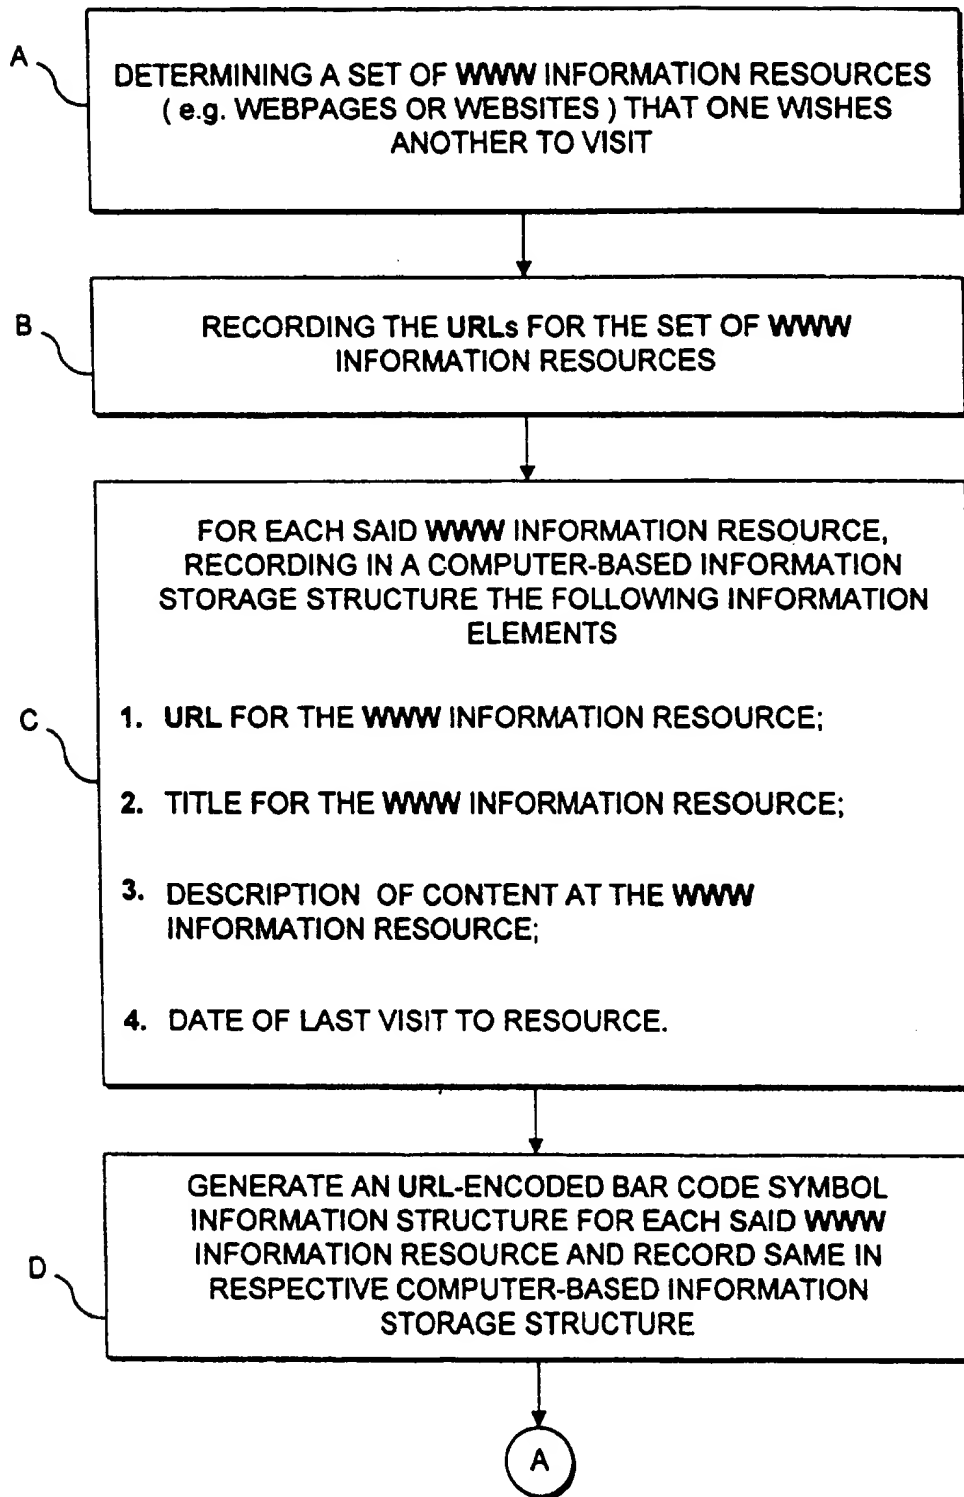 A
DETERMINING A SET OF WWW INFORMATION RESOURCES
( e.g. WEBPAGES OR WEBSITES ) THAT ONE WISHES
ANOTHER TO VISIT
B
RECORDING THE URLs FOR THE SET OF WWW
INFORMATION RESOURCES
FOR EACH SAID WWW INFORMATION RESOURCE,
RECORDING IN A COMPUTER-BASED INFORMATION
STORAGE STRUCTURE THE FOLLOWING INFORMATION
ELEMENTS
C
1. URL FOR THE WWW INFORMATION RESOURCE;
2. TITLE FOR THE WWW INFORMATION RESOURCE;
3. DESCRIPTION OF CONTENT AT THE WWW
INFORMATION RESOURCE;
4. DATE OF LAST VISIT TO RESOURCE.
D
GENERATE AN URL-ENCODED BAR CODE SYMBOL
INFORMATION STRUCTURE FOR EACH SAID WWW
INFORMATION RESOURCE AND RECORD SAME IN
RESPECTIVE COMPUTER-BASED INFORMATION
STORAGE STRUCTURE
A